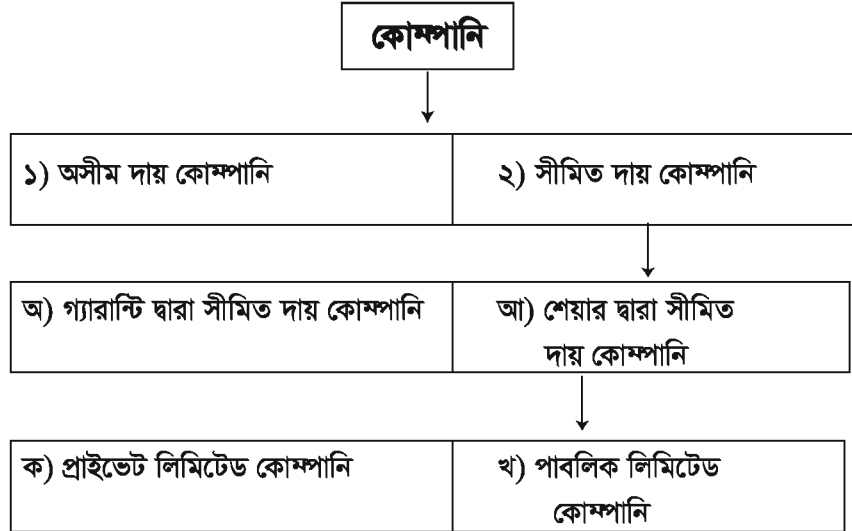 কোম্পানি
১) অসীম দায় কোম্পানি
২) সীমিত দায় কোম্পানি
অ) গ্যারান্টি দ্বারা সীমিত দায় কোম্পানি
আ) শেয়ার দ্বারা সীমিত
দায় কোম্পানি
ক) প্রাইভেট লিমিটেড কোম্পানি
খ) পাবলিক লিমিটেড
কোম্পানি